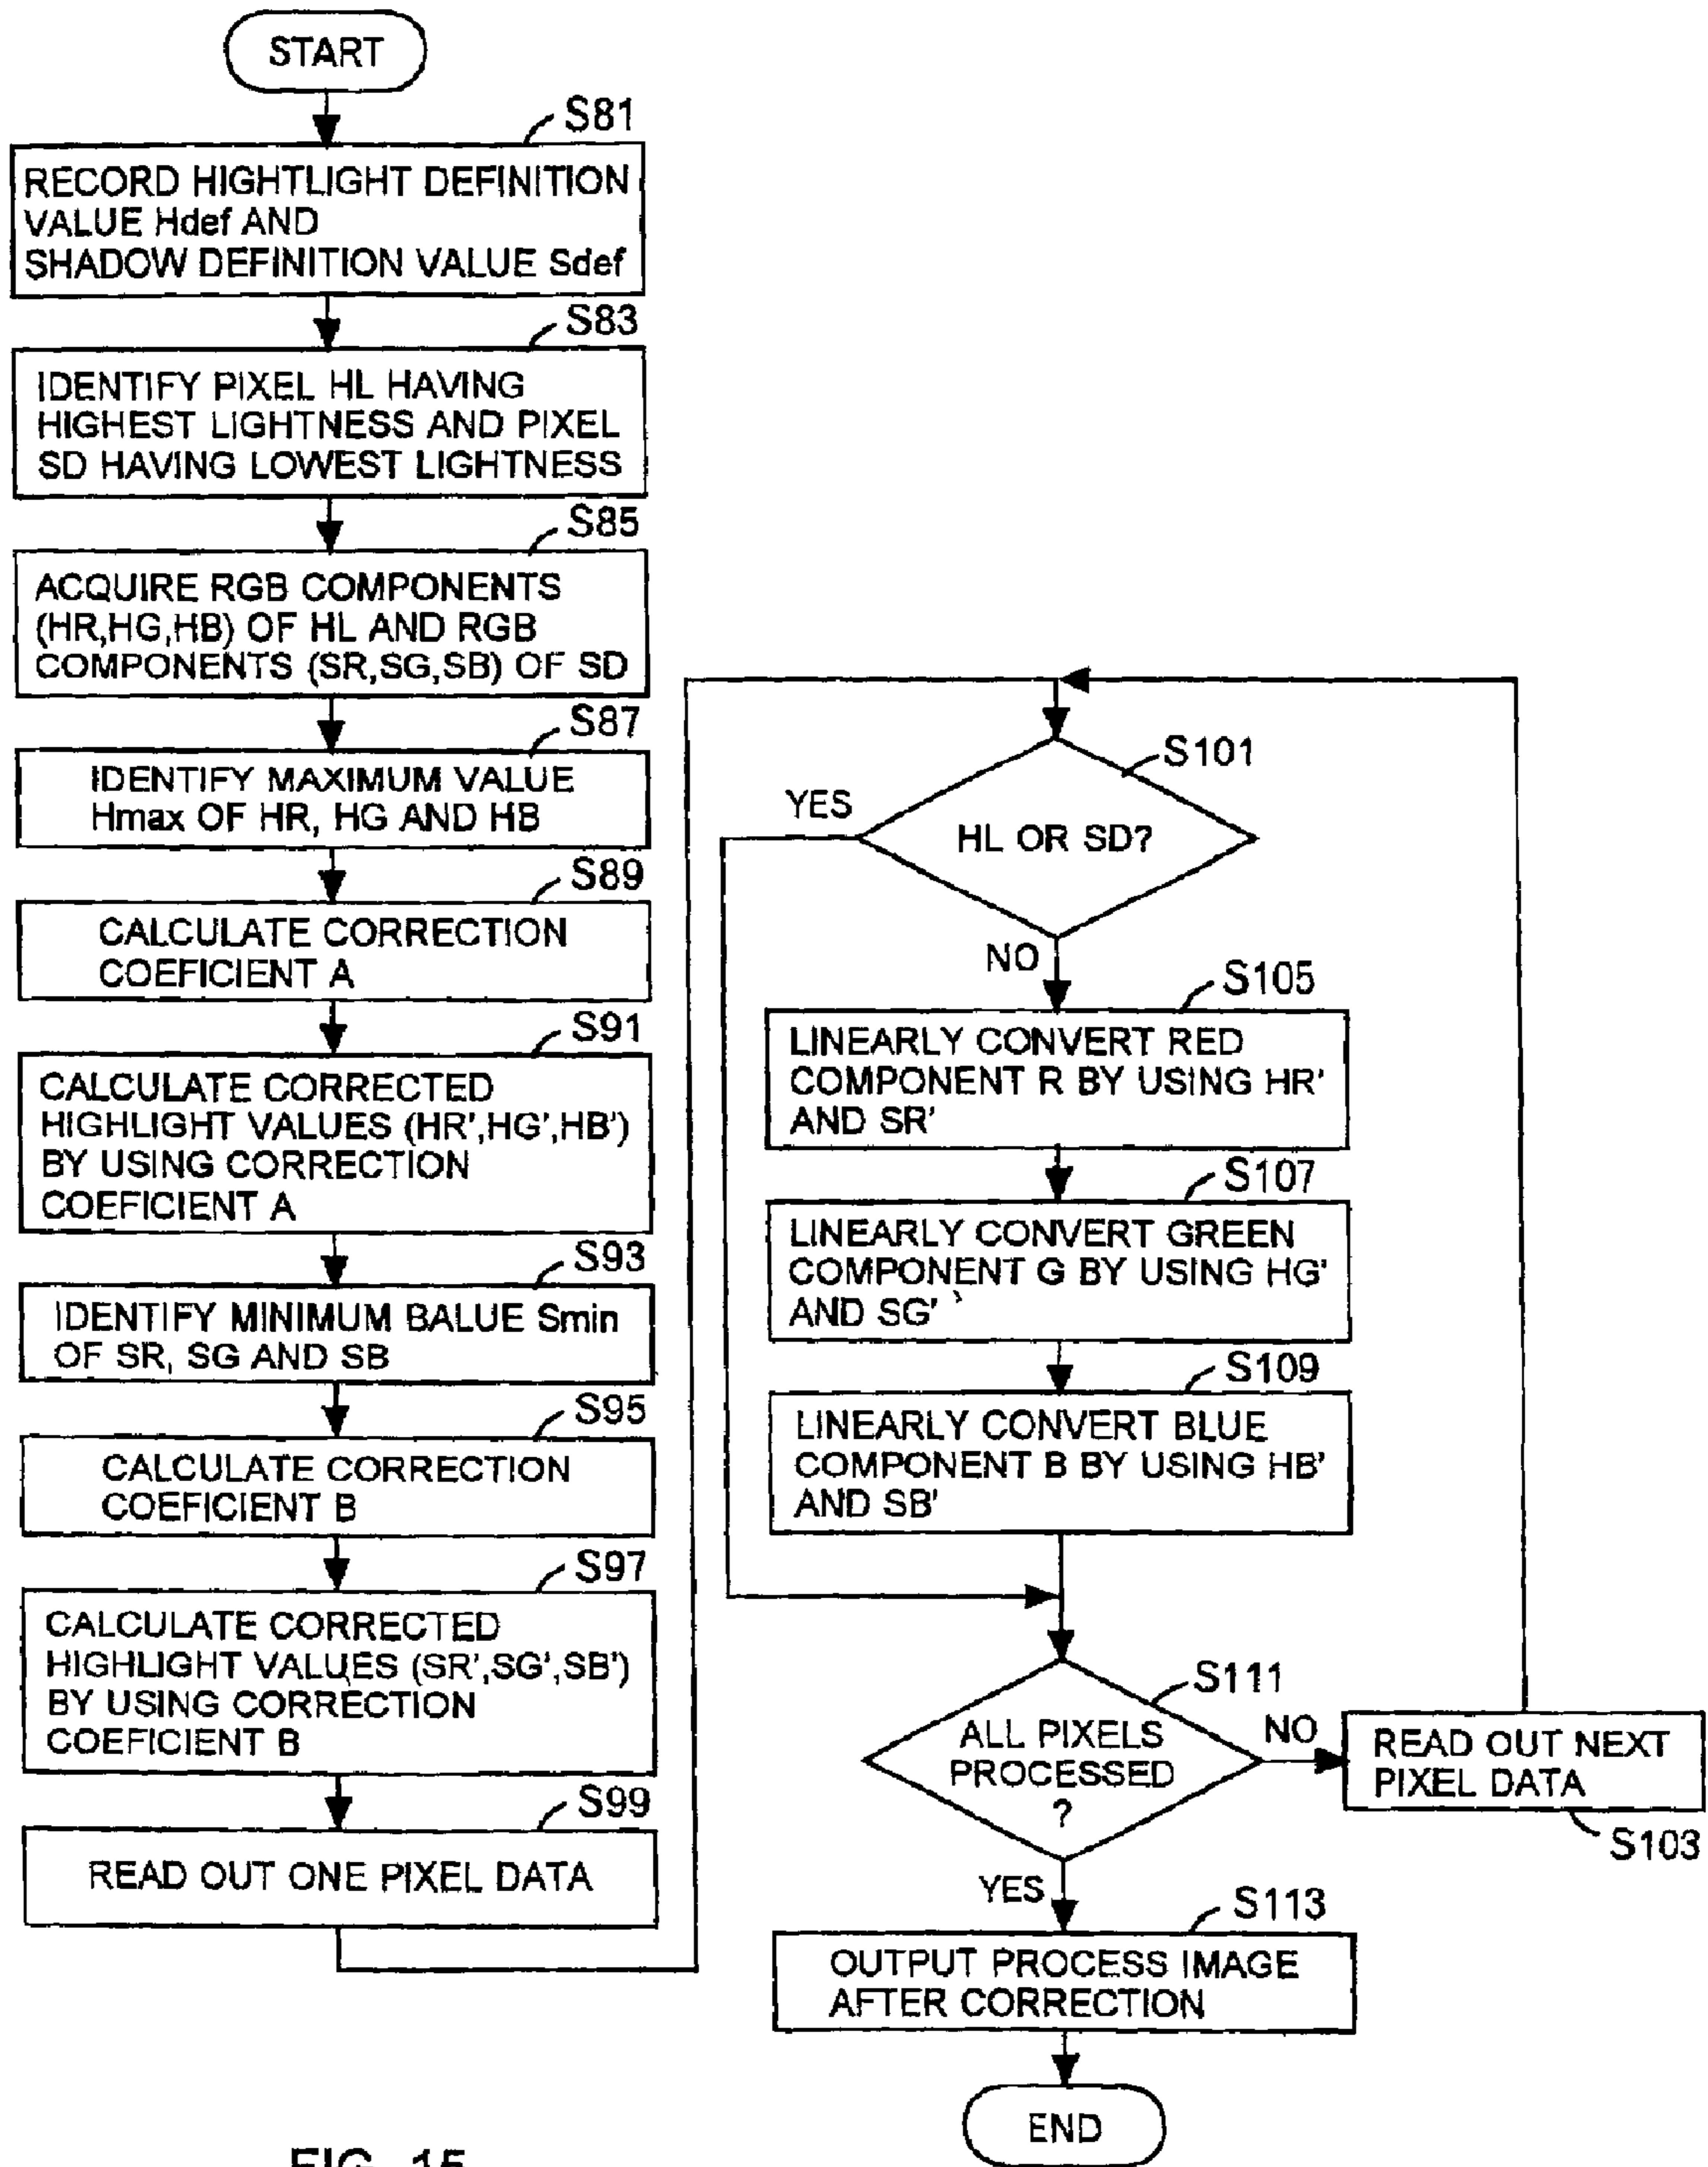 START
S81
RECORD HIGHTLIGHT DEFINITION
VALUE Hdef AND
SHADOW DEFINITION VALUE Sdef
S83
IDENTIFY PIXEL HL HAVING
HIGHEST LIGHTNESS AND PIXEL
SD HAVING LOWEST LIGHTNESS
S85
ACQUIRE RGB COMPONENTS
(HR,HG,HB) OF HL AND RGB
COMPONENTS (SR,SG,SB) OF SD
S87
IDENTIFY MAXIMUM VALUE
Hmax OF HR, HG AND HB
S89
CALCULATE CORRECTION
COEFICIENT A
S91
CALCULATE CORRECTED
HIGHLIGHT VALUES (HR',HG',HB')
BY USING CORRECTION
COEFICIENT A
S93
IDENTIFY MINIMUM BALUE Smin
OF SR, SG AND SB
S95
CALCULATE CORRECTION
COEFICIENT B
S97
CALCULATE CORRECTED
HIGHLIGHT VALUES (SR',SG',SB')
BY USING CORRECTION
COEFICIENT B
S99
READ OUT ONE PIXEL DATA
S101
YES
HL OR SD?
NO
S105
LINEARLY CONVERT RED
COMPONENT R BY USING HR'
AND SR'
S107
LINEARLY CONVERT GREEN
COMPONENT G BY USING HG'
AND SG'
S109
LINEARLY CONVERT BLUE
COMPONENT B BY USING HB'
AND SB'
S111
ALL PIXELS
PROCESSED
?
NO
READ OUT NEXT
PIXEL DATA
S103
YES
S113
OUTPUT PROCESS IMAGE
AFTER CORRECTION
END
FIG. 15